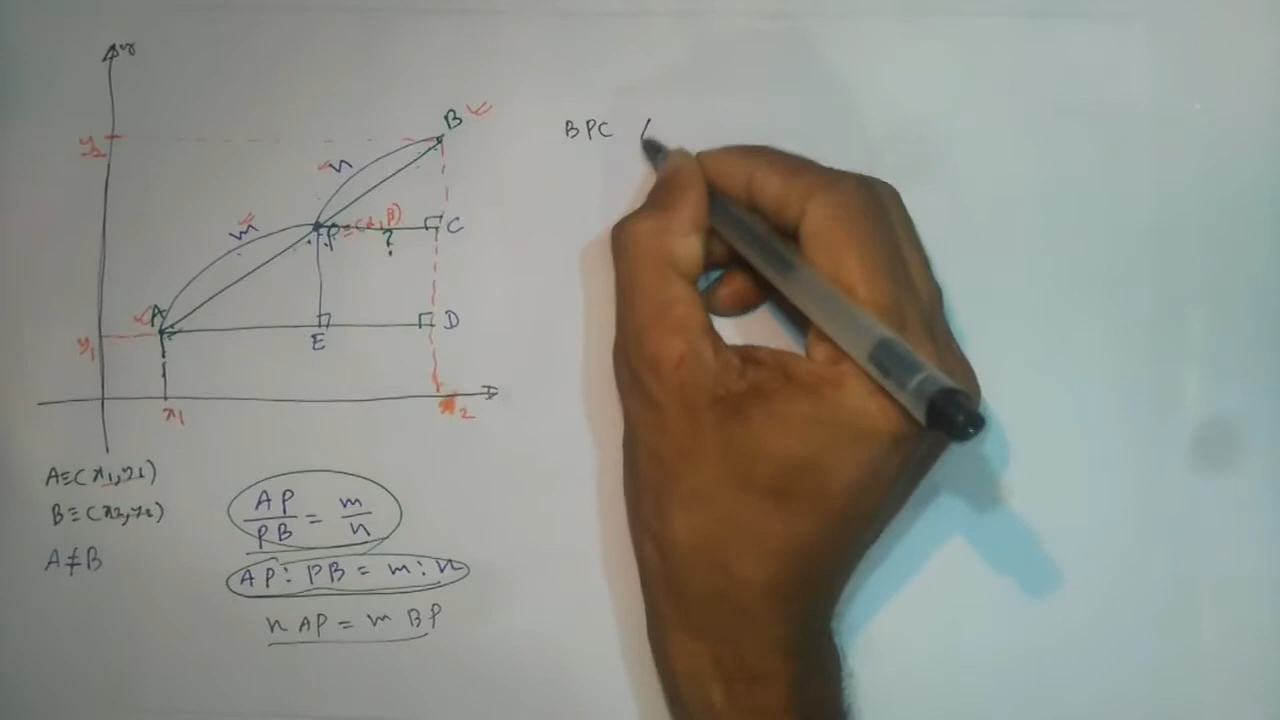 y
y₂
B
n
BPC (
m
P≡(α,β)
?
C
A
D
E
y₁
x₁
x₂
A≡(x₁,y₁)
B≡(x₂,y₂)
A≠B
AP/PB = m/n
AP : PB = m : n
n AP = m BP